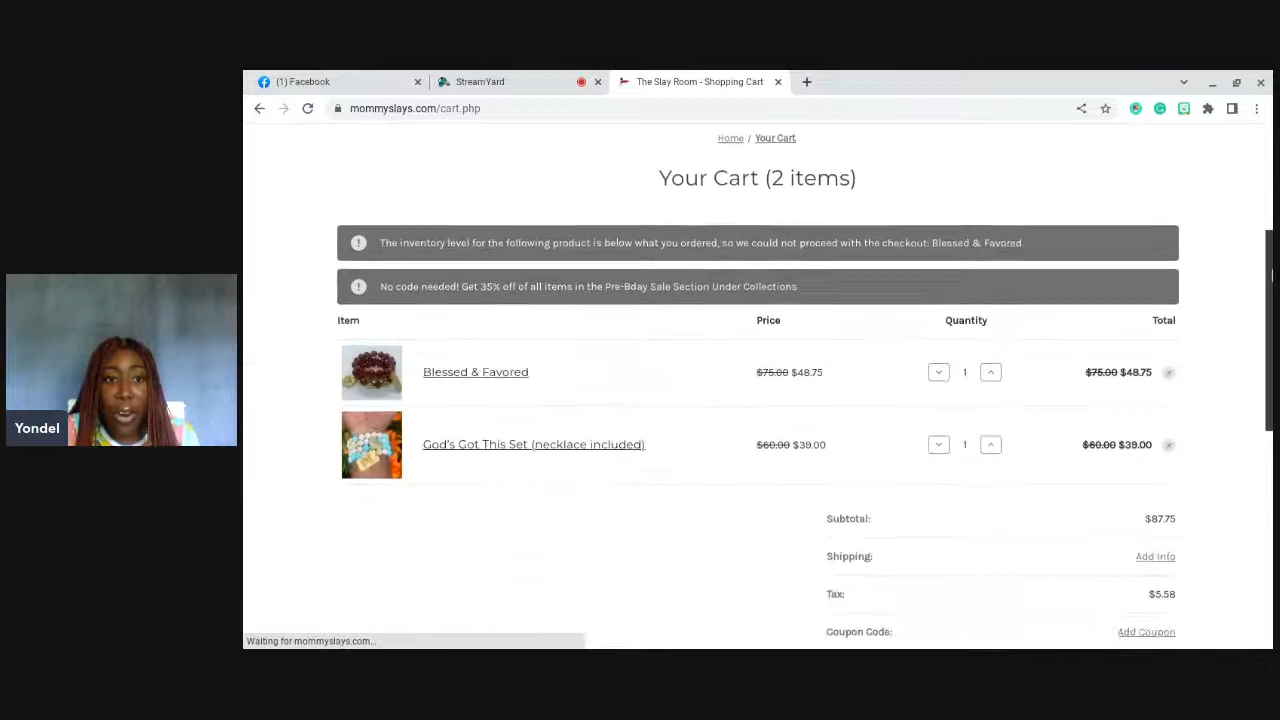 (1) Facebook
StreamYard
The Slay Room - Shopping Cart
mommyslays.com/cart.php
Home / Your Cart
Your Cart (2 items)
The inventory level for the following product is below what you ordered, so we could not proceed with the checkout: Blessed & Favored
No code needed! Get 35% off of all items in the Pre-Bday Sale Section Under Collections
Item Price Quantity Total
Blessed & Favored $75.00 $48.75 1 $75.00 $48.75
God's Got This Set (necklace included) $60.00 $39.00 1 $60.00 $39.00
Subtotal: $87.75
Shipping: Add Info
Tax: $5.58
Coupon Code: Add Coupon
Waiting for mommyslays.com...
Yondel